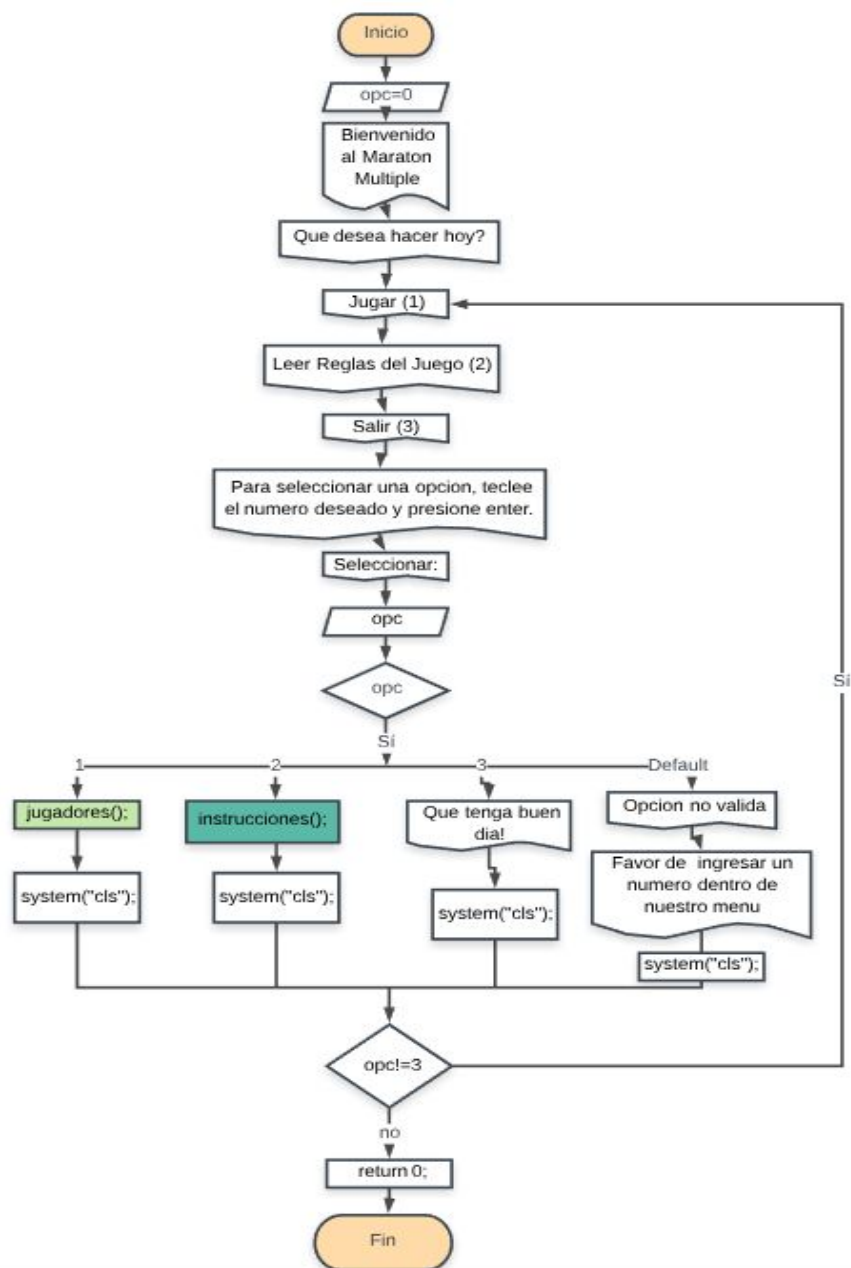 Inicio
opc=0
Bienvenido
al Maraton
Multiple
Que desea hacer hoy?
Jugar (1)
Leer Reglas del Juego (2)
Salir (3)
Para seleccionar una opcion, teclee
el numero deseado y presione enter.
Seleccionar:
opc
opc
Sí
Sí
1
2
3
Default
jugadores();
instrucciones();
Que tenga buen
dia!
Opcion no valida
Favor de ingresar un
numero dentro de
nuestro menu
system("cls");
system("cls");
system("cls");
system("cls");
opc!=3
no
return 0;
Fin